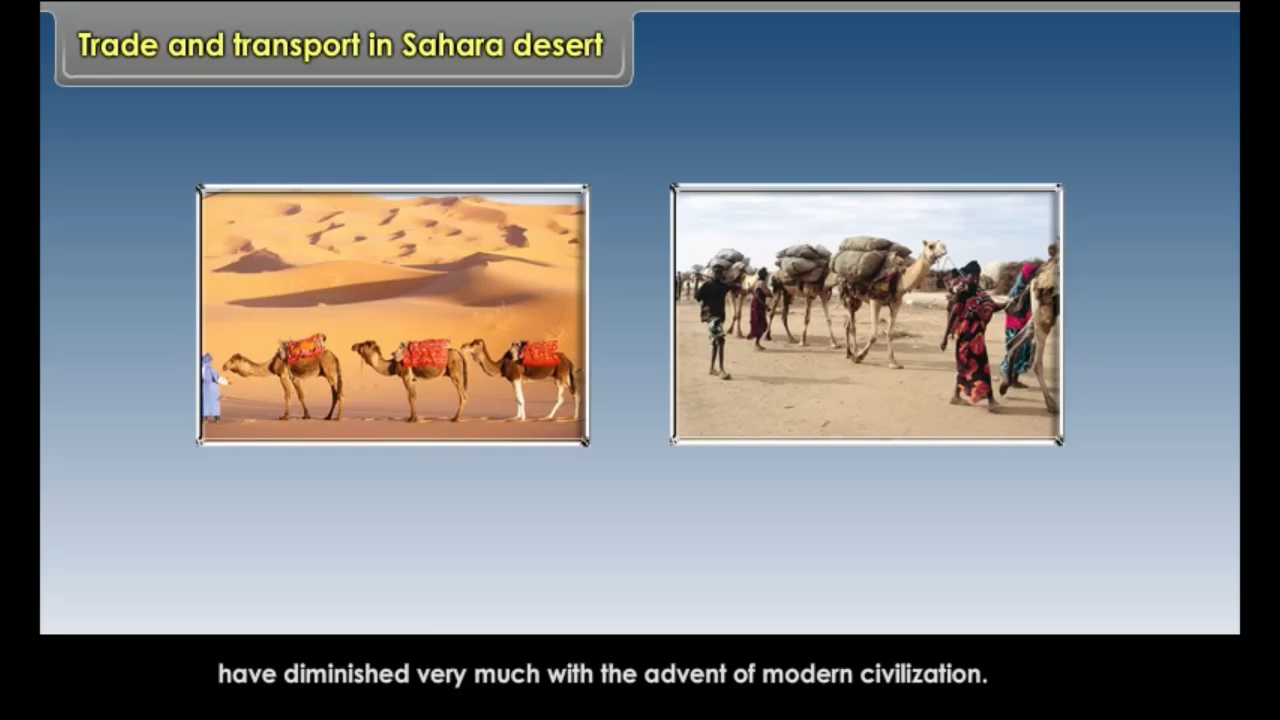 Trade and transport in Sahara desert
have diminished very much with the advent of modern civilization.